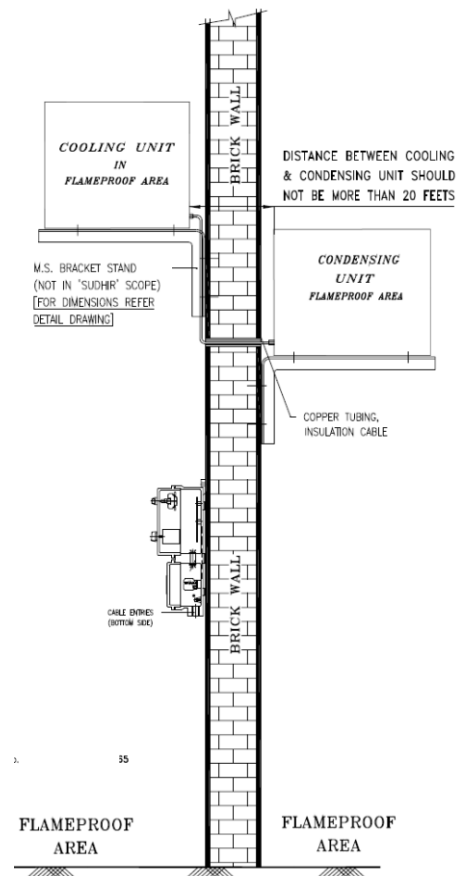 BRICK WALL
COOLING UNIT
IN
FLAMEPROOF AREA
DISTANCE BETWEEN COOLING
& CONDENSING UNIT SHOULD
NOT BE MORE THAN 20 FEETS
M.S. BRACKET STAND
(NOT IN 'SUDHIR' SCOPE)
[FOR DIMENSIONS REFER
DETAIL DRAWING]
CONDENSING
UNIT
FLAMEPROOF AREA
COPPER TUBING,
INSULATION CABLE
BRICK WALL
CABLE ENTRIES
(BOTTOM SIDE)
55
FLAMEPROOF
AREA
FLAMEPROOF
AREA